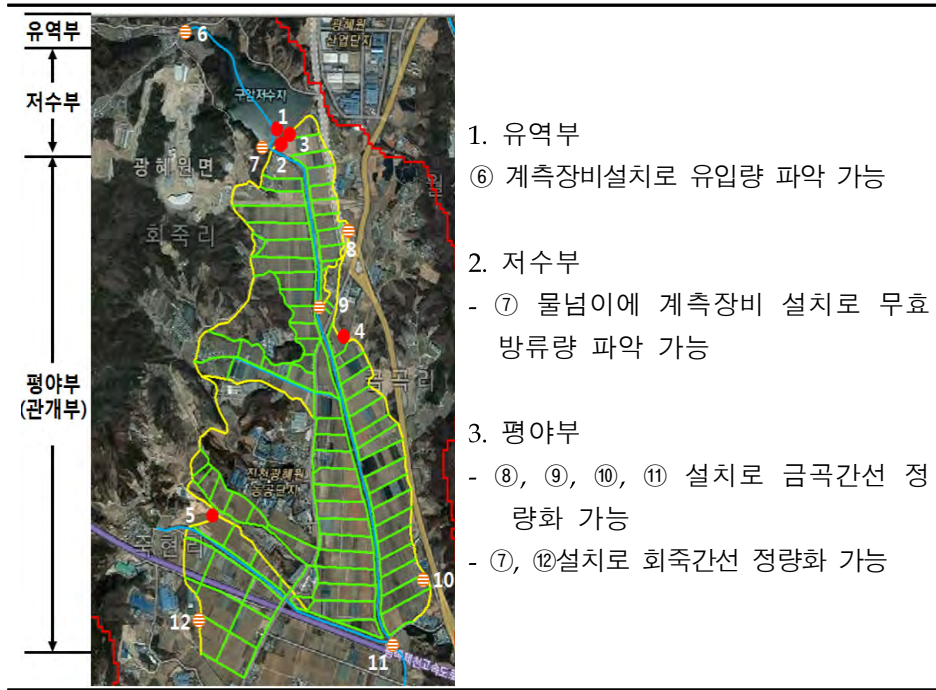 유역부
저수부
평야부
(관개부)
6
광혜원
산업단지
구암저수지
1
3
2
7
광혜원면
회죽리
8
9
4
금곡리
진천광혜원
농공단지
5
죽현리
10
12
11
1. 유역부
⑥ 계측장비설치로 유입량 파악 가능
2. 저수부
- ⑦ 물넘이에 계측장비 설치로 무효
방류량 파악 가능
3. 평야부
- ⑧, ⑨, ⑩, ⑪ 설치로 금곡간선 정
량화 가능
- ⑦, ⑫설치로 회죽간선 정량화 가능